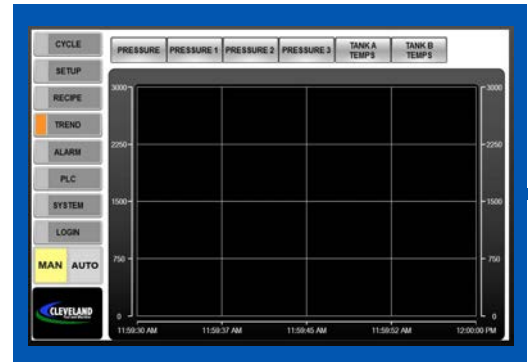 CYCLE
SETUP
RECIPE
TREND
ALARM
PLC
SYSTEM
LOGIN
MAN AUTO
CLEVELAND
PRESSURE PRESSURE 1 PRESSURE 2 PRESSURE 3 TANK A TEMPS TANK B TEMPS
3000 3000
2250 2250
1500 1500
750 750
0 0
11:59:30 AM 11:59:37 AM 11:59:45 AM 11:59:52 AM 12:00:00 PM